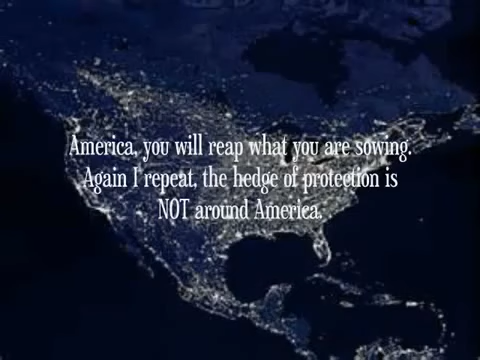 America, you will reap what you are sowing.
Again I repeat, the hedge of protection is
NOT around America.